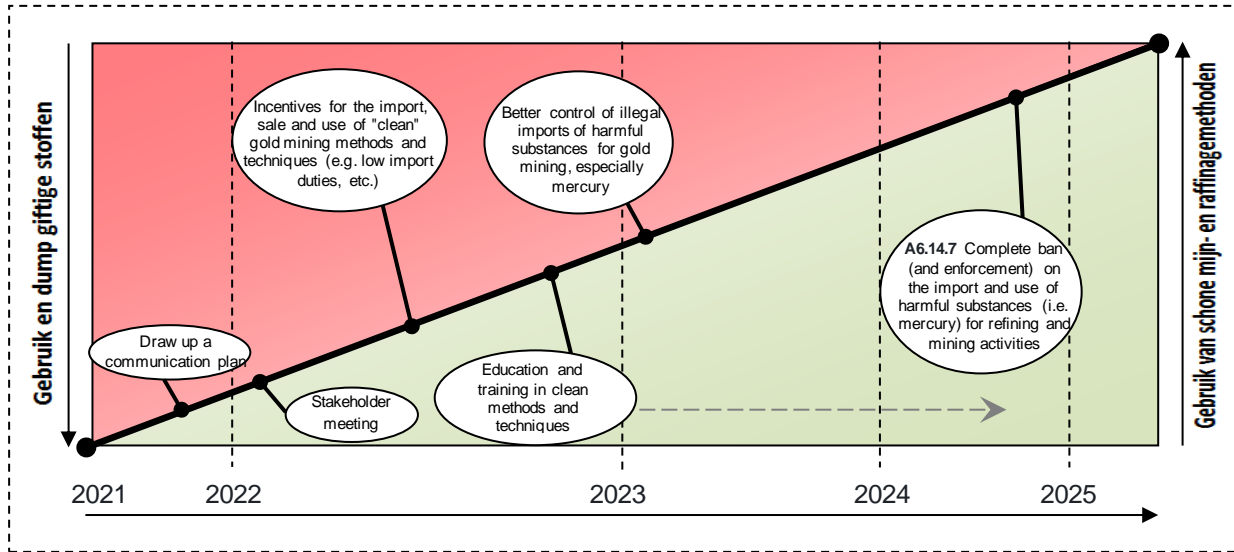 Gebruik en dump giftige stoffen
Incentives for the import,
sale and use of "clean"
gold mining methods and
techniques (e.g. low import
duties, etc.)
Better control of illegal
imports of harmful
substances for gold
mining, especially
mercury
A6.14.7 Complete ban
(and enforcement) on
the import and use of
harmful substances (i.e.
mercury) for refining and
mining activities
Draw up a
communication plan
Stakeholder
meeting
Education and
training in clean
methods and
techniques
Gebruik van schone mijn- en raffinagemethoden
2021
2022
2023
2024
2025